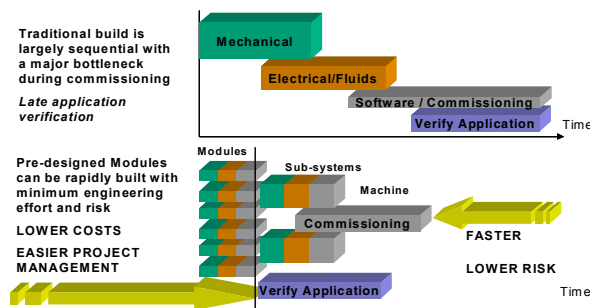 Traditional build is
largely sequential with
a major bottleneck
during commissioning
Late application
verification
Mechanical
Electrical/Fluids
Software / Commissioning
Verify Application
Time
Pre-designed Modules
can be rapidly built with
minimum engineering
effort and risk
LOWER COSTS
EASIER PROJECT
MANAGEMENT
Modules
Sub-systems
Machine
Commissioning
FASTER
LOWER RISK
Verify Application
Time